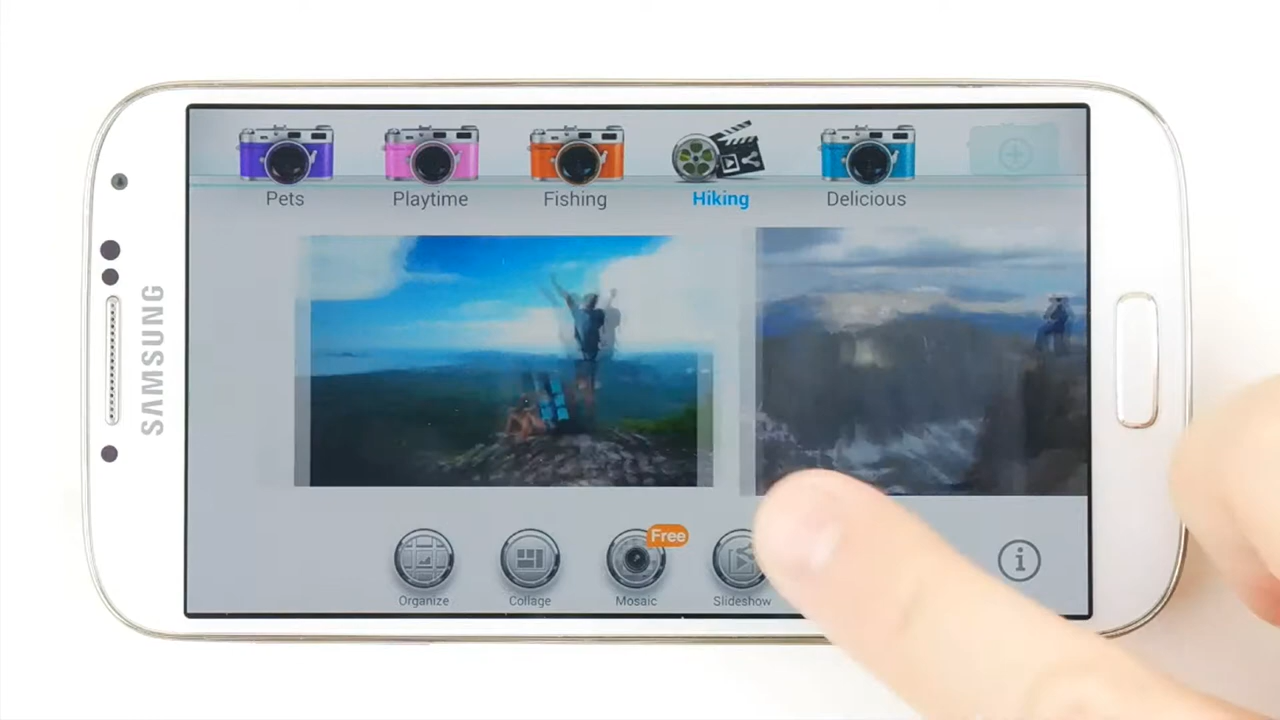 SAMSUNG
Pets
Playtime
Fishing
Hiking
Delicious
Free
Organize
Collage
Mosaic
Slideshow
i